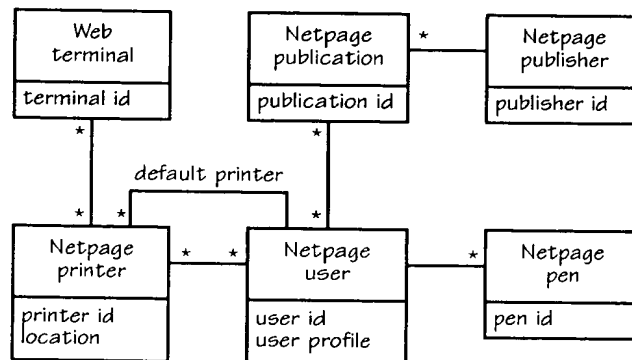 Web
terminal
terminal id
Netpage
publication
publication id
Netpage
publisher
publisher id
*
*
*
*
*
*
default printer
*
*
*
*
Netpage
printer
printer id
location
Netpage
user
user id
user profile
Netpage
pen
pen id